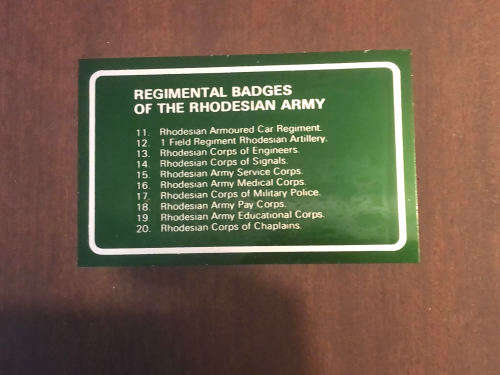 REGIMENTAL BADGES
OF THE RHODESIAN ARMY
11. Rhodesian Armoured Car Regiment.
12. 1 Field Regiment Rhodesian Artillery.
13. Rhodesian Corps of Engineers.
14. Rhodesian Corps of Signals.
15. Rhodesian Army Service Corps.
16. Rhodesian Army Medical Corps.
17. Rhodesian Corps of Military Police.
18. Rhodesian Army Pay Corps.
19. Rhodesian Army Educational Corps.
20. Rhodesian Corps of Chaplains.